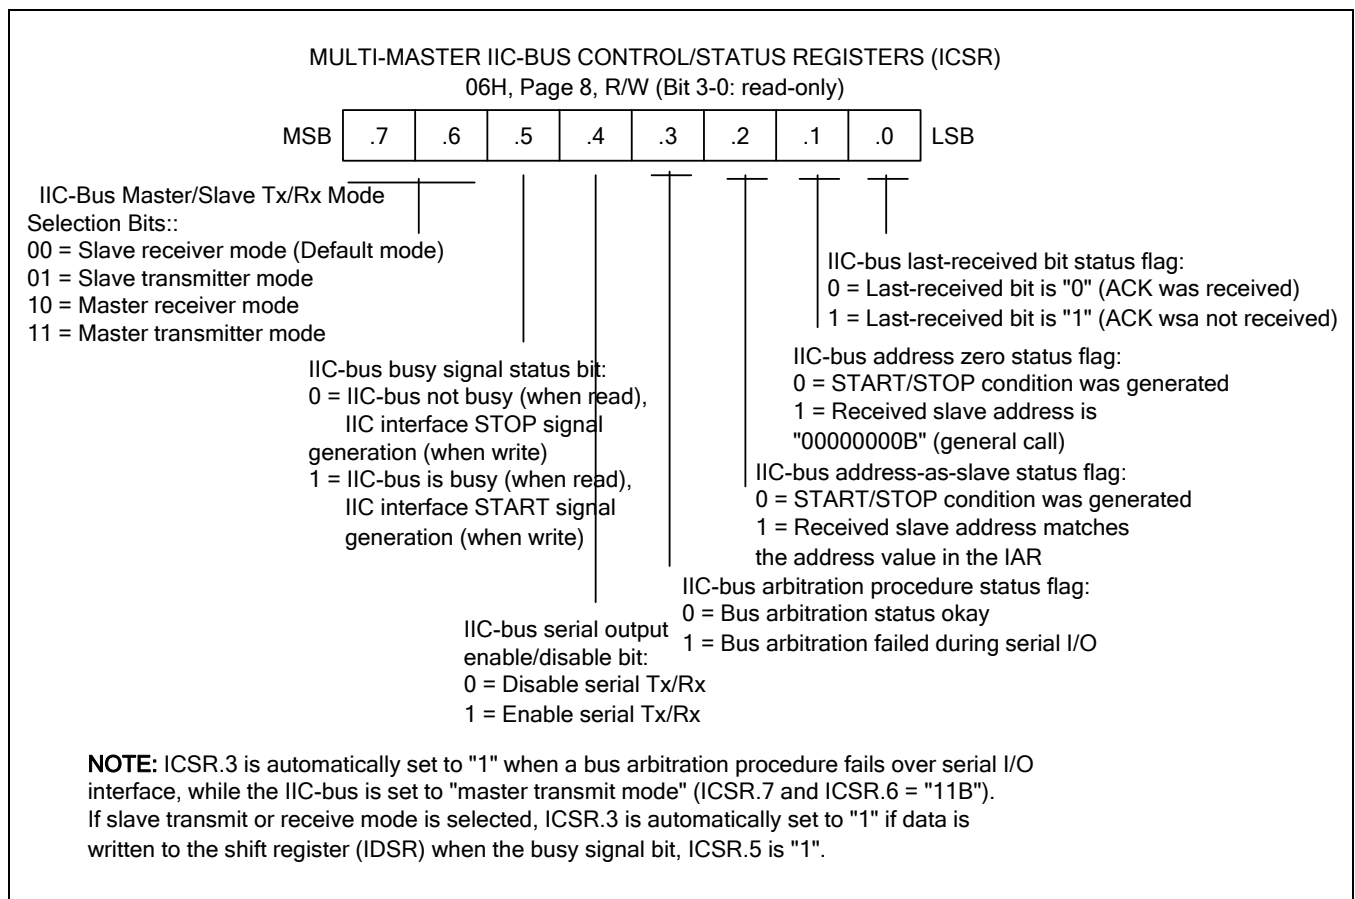 MULTI-MASTER IIC-BUS CONTROL/STATUS REGISTERS (ICSR)
06H, Page 8, R/W (Bit 3-0: read-only)
MSB .7 .6 .5 .4 .3 .2 .1 .0 LSB
IIC-Bus Master/Slave Tx/Rx Mode
Selection Bits::
00 = Slave receiver mode (Default mode)
01 = Slave transmitter mode
10 = Master receiver mode
11 = Master transmitter mode
IIC-bus last-received bit status flag:
0 = Last-received bit is "0" (ACK was received)
1 = Last-received bit is "1" (ACK wsa not received)
IIC-bus address zero status flag:
0 = START/STOP condition was generated
1 = Received slave address is
"00000000B" (general call)
IIC-bus busy signal status bit:
0 = IIC-bus not busy (when read),
IIC interface STOP signal
generation (when write)
1 = IIC-bus is busy (when read),
IIC interface START signal
generation (when write)
IIC-bus address-as-slave status flag:
0 = START/STOP condition was generated
1 = Received slave address matches
the address value in the IAR
IIC-bus arbitration procedure status flag:
0 = Bus arbitration status okay
1 = Bus arbitration failed during serial I/O
IIC-bus serial output
enable/disable bit:
0 = Disable serial Tx/Rx
1 = Enable serial Tx/Rx
NOTE: ICSR.3 is automatically set to "1" when a bus arbitration procedure fails over serial I/O
interface, while the IIC-bus is set to "master transmit mode" (ICSR.7 and ICSR.6 = "11B").
If slave transmit or receive mode is selected, ICSR.3 is automatically set to "1" if data is
written to the shift register (IDSR) when the busy signal bit, ICSR.5 is "1".